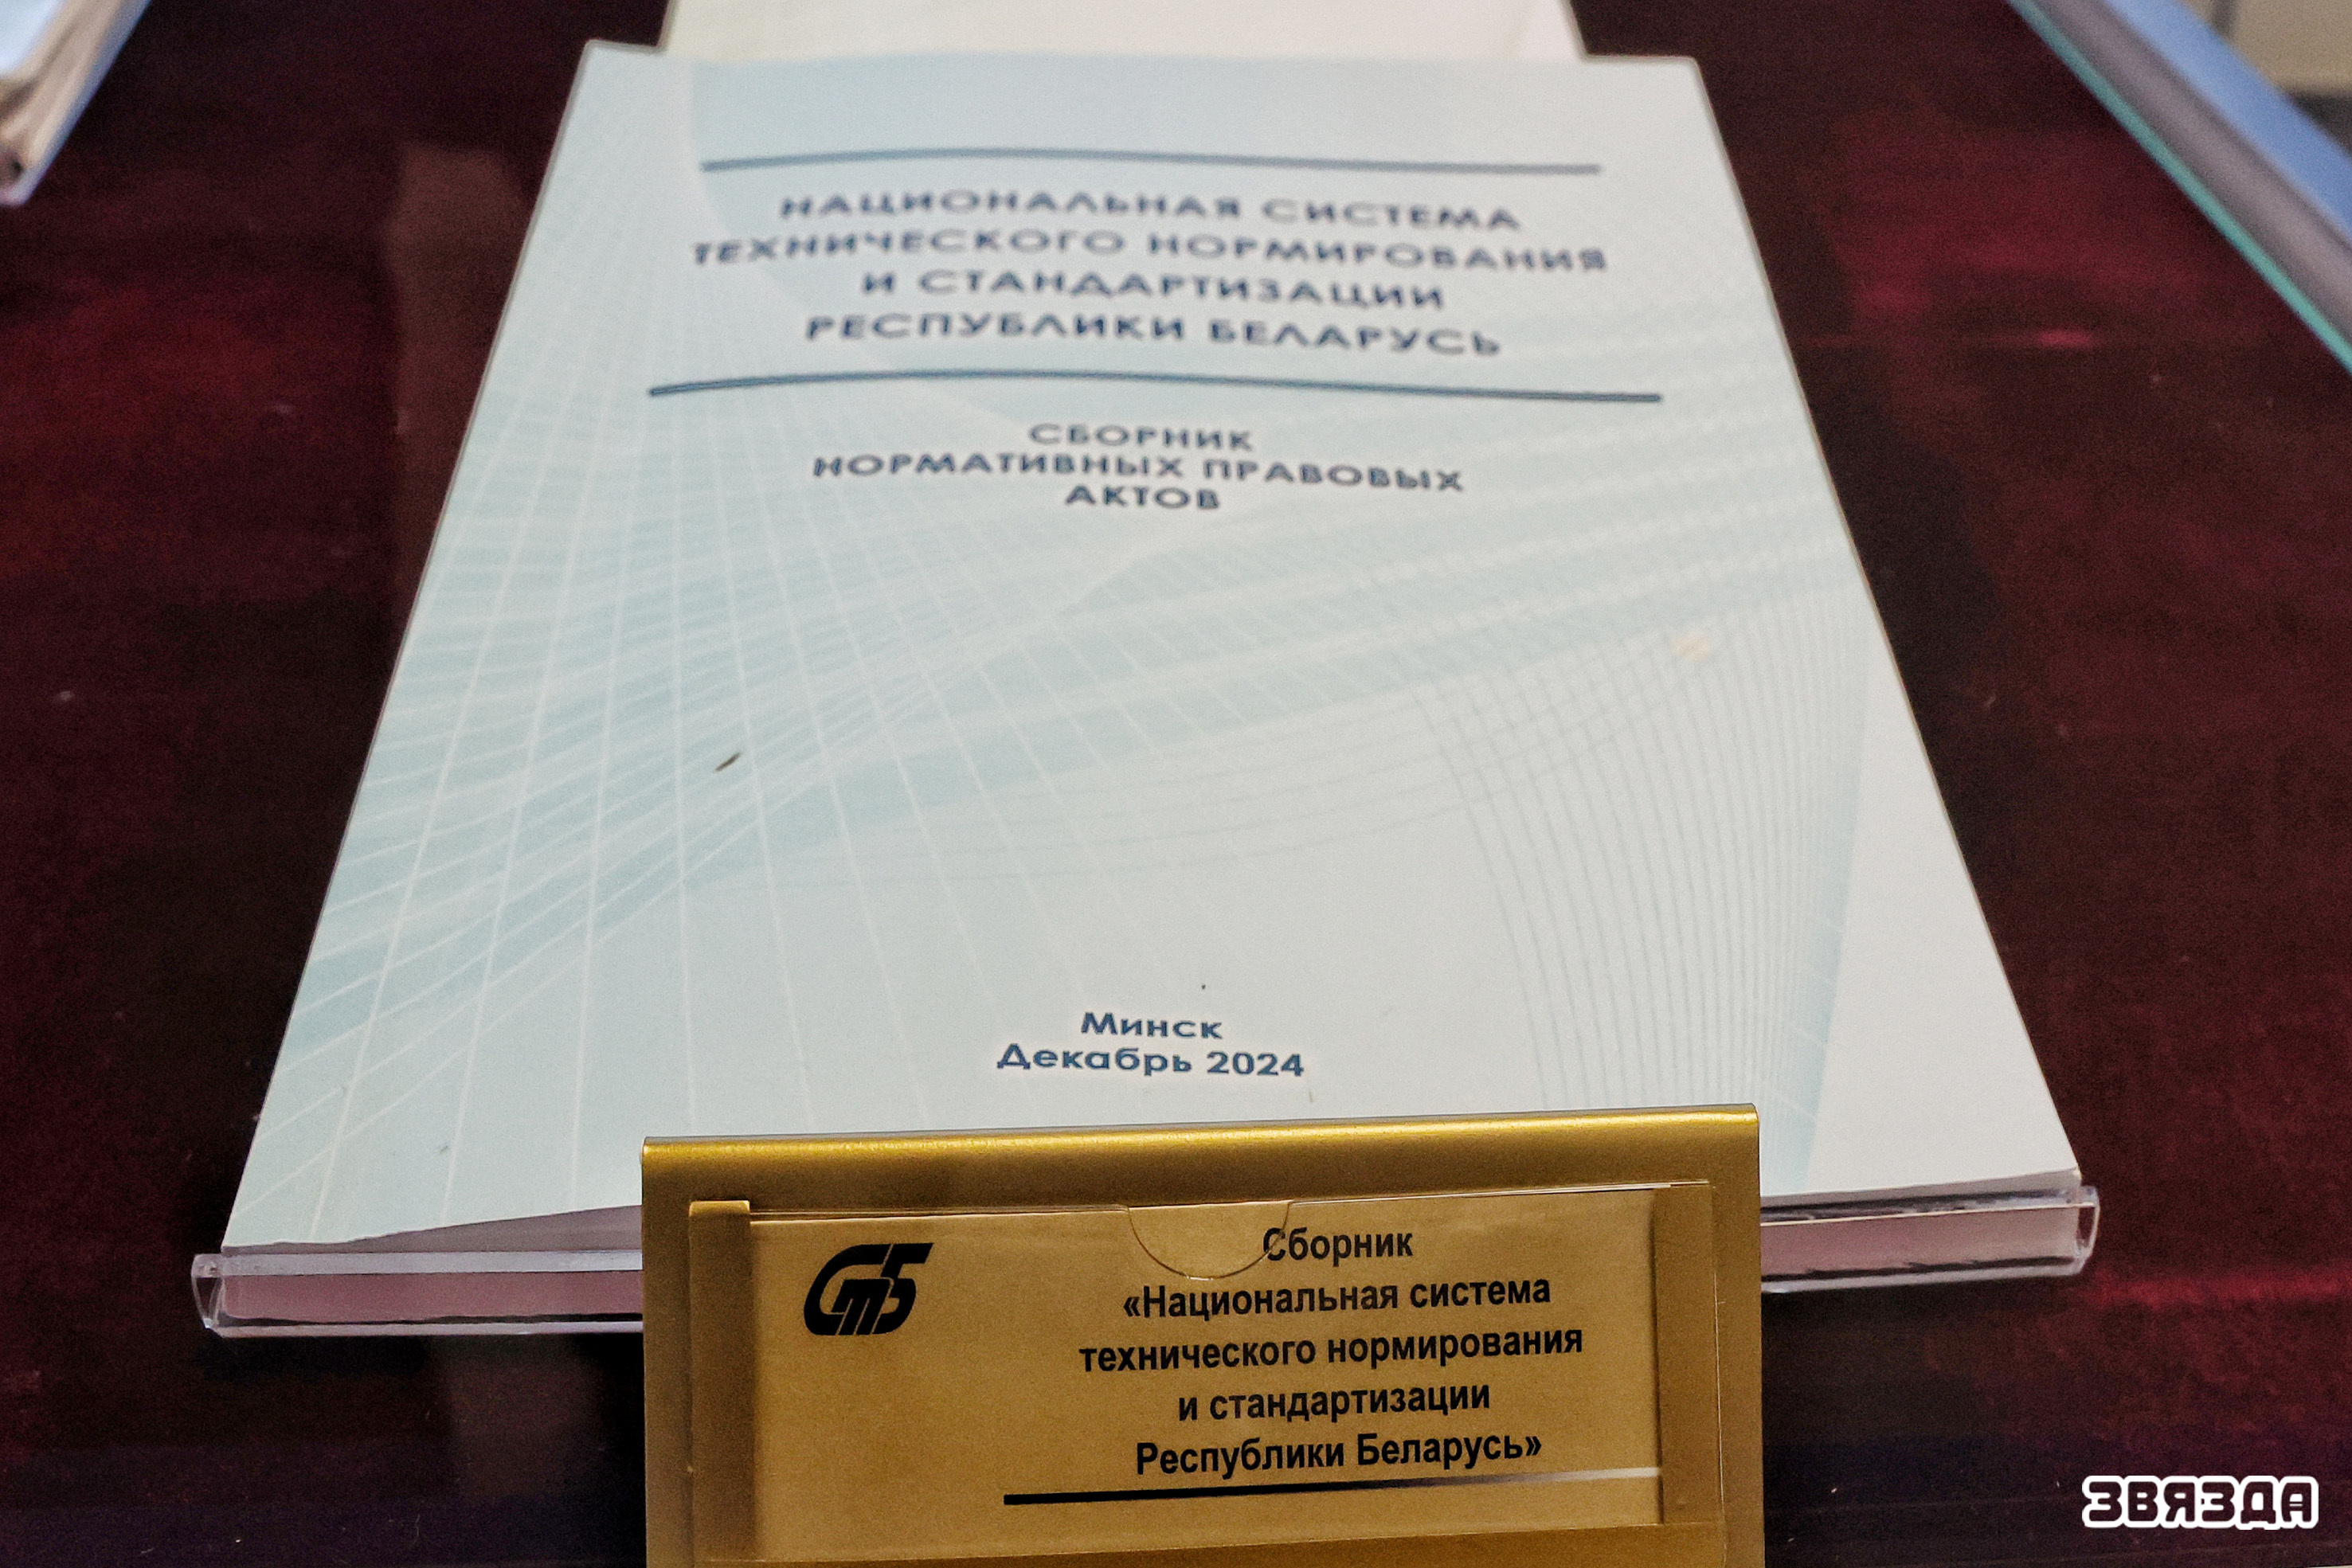 НАЦИОНАЛЬНАЯ СИСТЕМА
ТЕХНИЧЕСКОГО НОРМИРОВАНИЯ
И СТАНДАРТИЗАЦИИ
РЕСПУБЛИКИ БЕЛАРУСЬ
СБОРНИК
НОРМАТИВНЫХ ПРАВОВЫХ
АКТОВ
Минск
Декабрь 2024
СтБ
Сборник
«Национальная система
технического нормирования
и стандартизации
Республики Беларусь»
ЗВЯЗДА